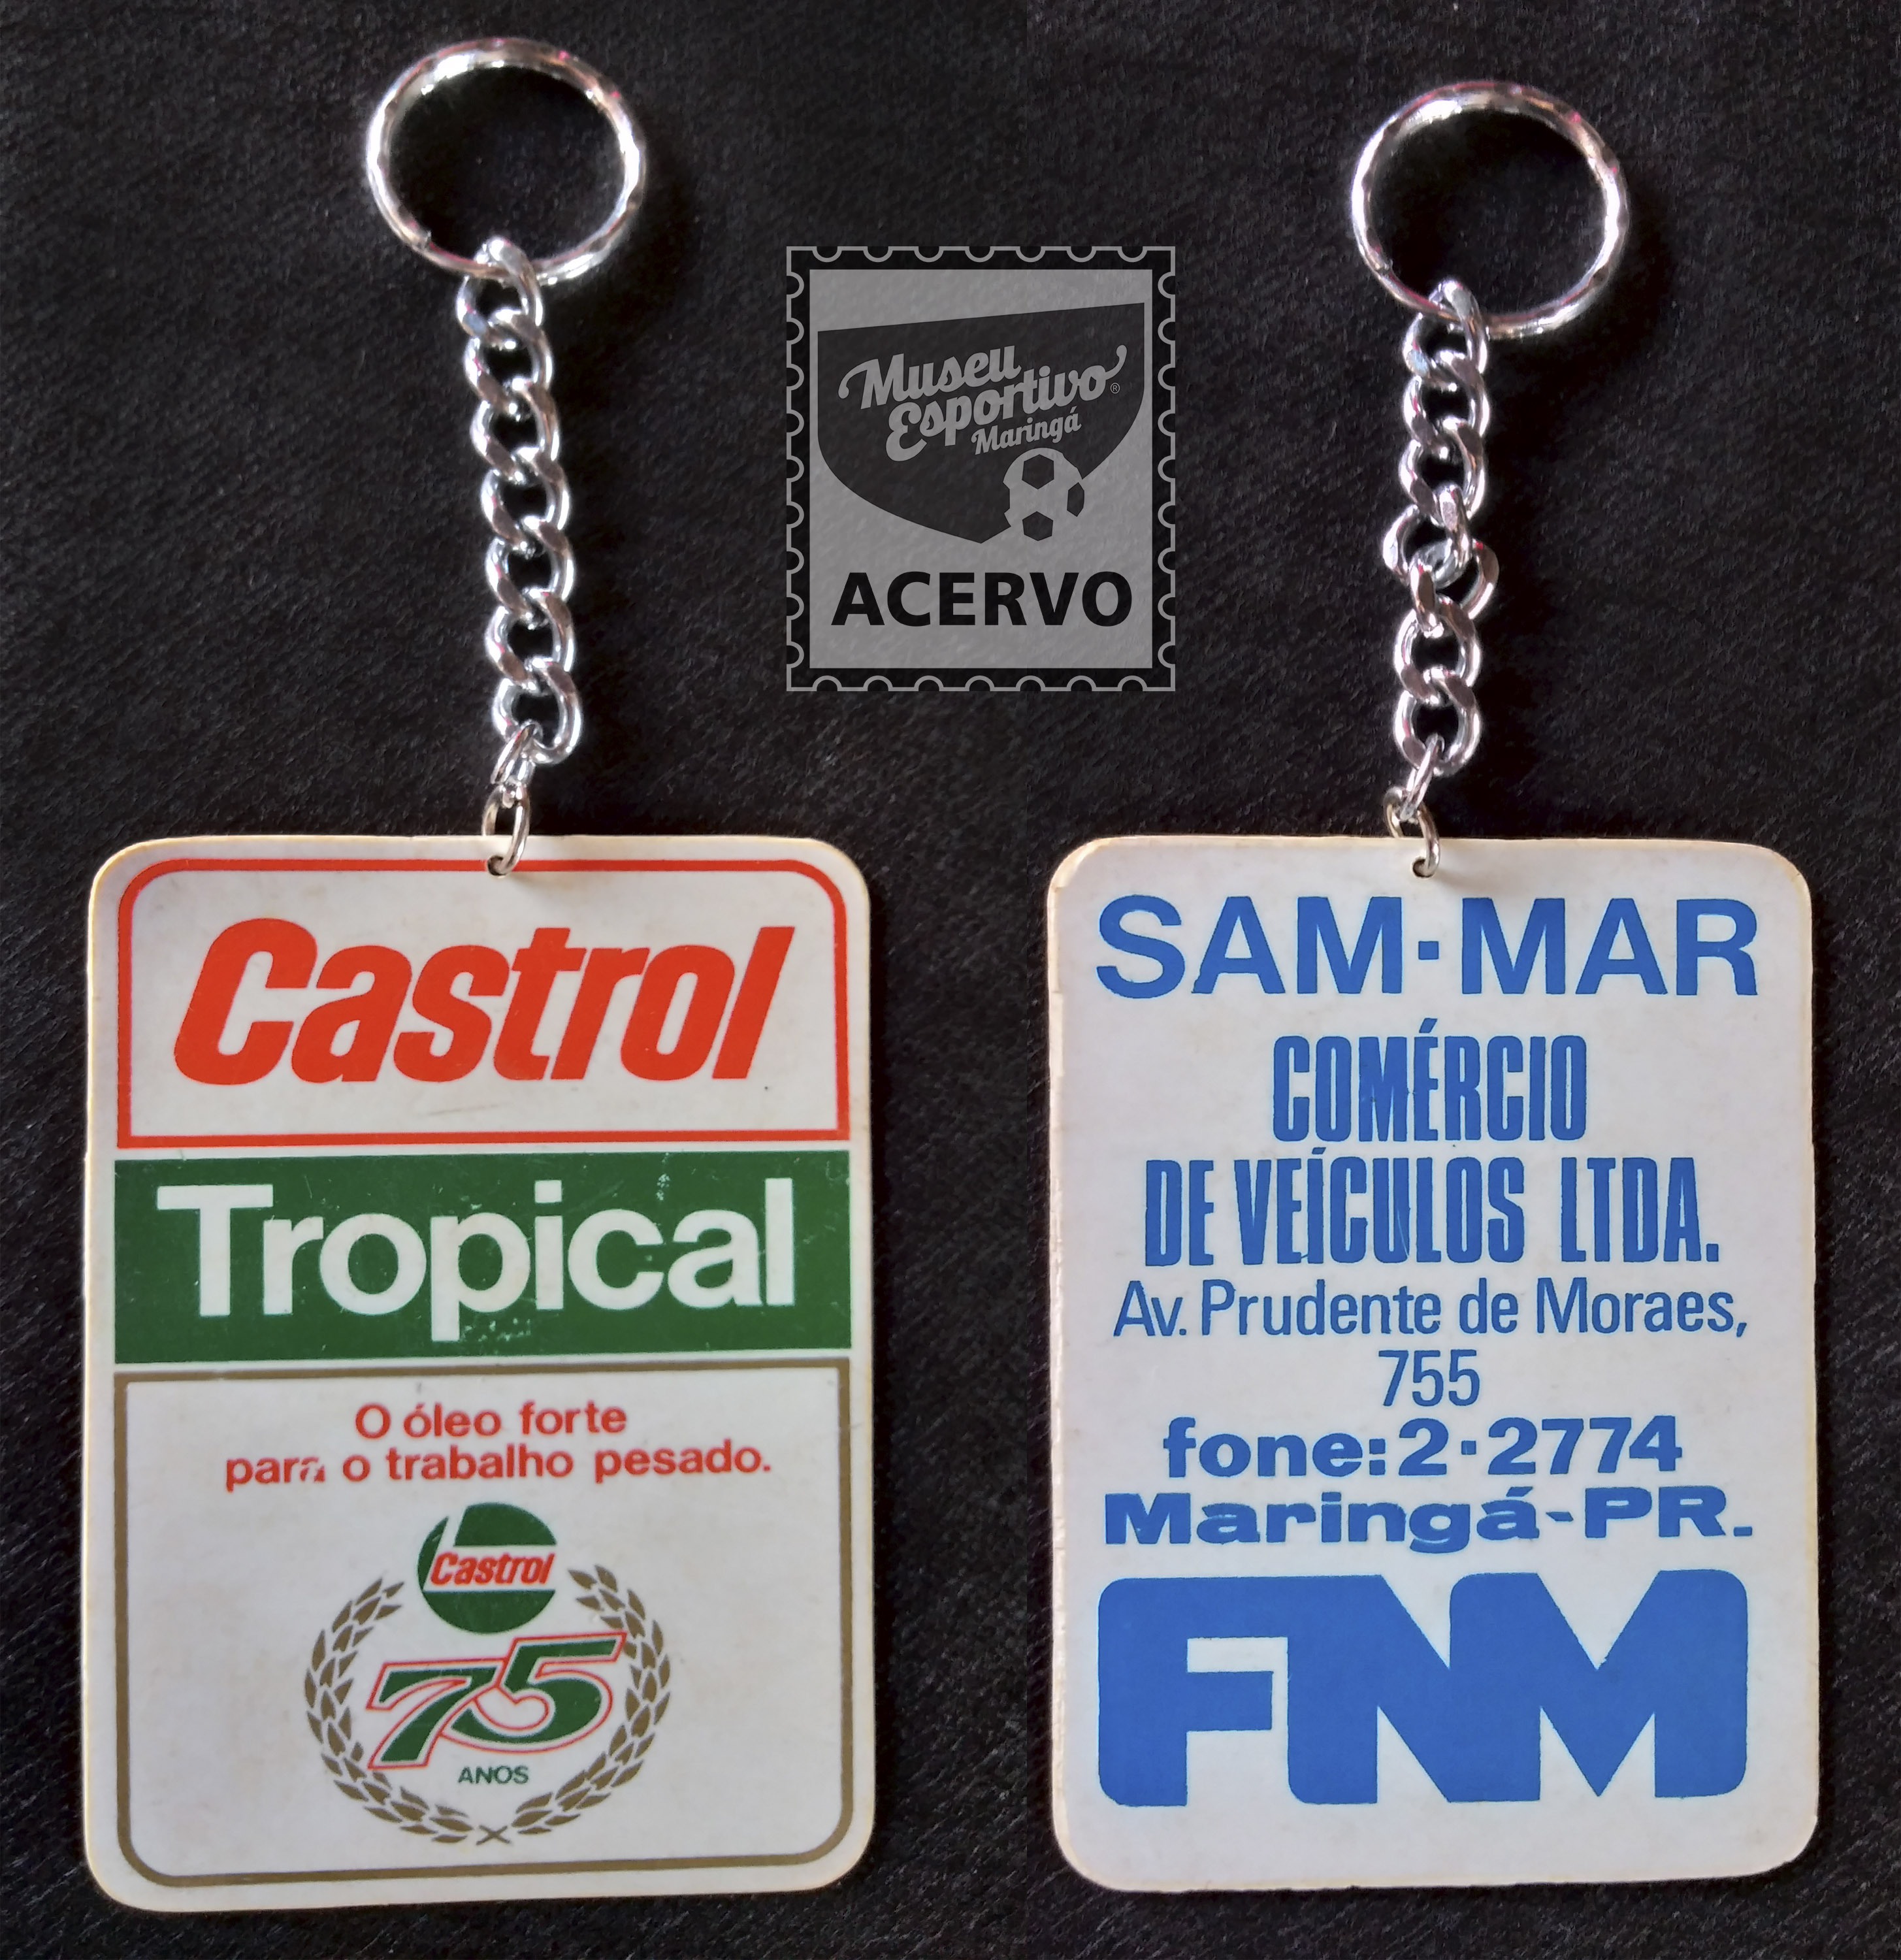 Museu
Esportivo®
Maringá
ACERVO
Castrol
Tropical
O óleo forte
para o trabalho pesado.
Castrol
75
ANOS
SAM·MAR
COMÉRCIO
DE VEÍCULOS LTDA.
Av. Prudente de Moraes,
755
fone:2·2774
Maringá-PR.
FNM